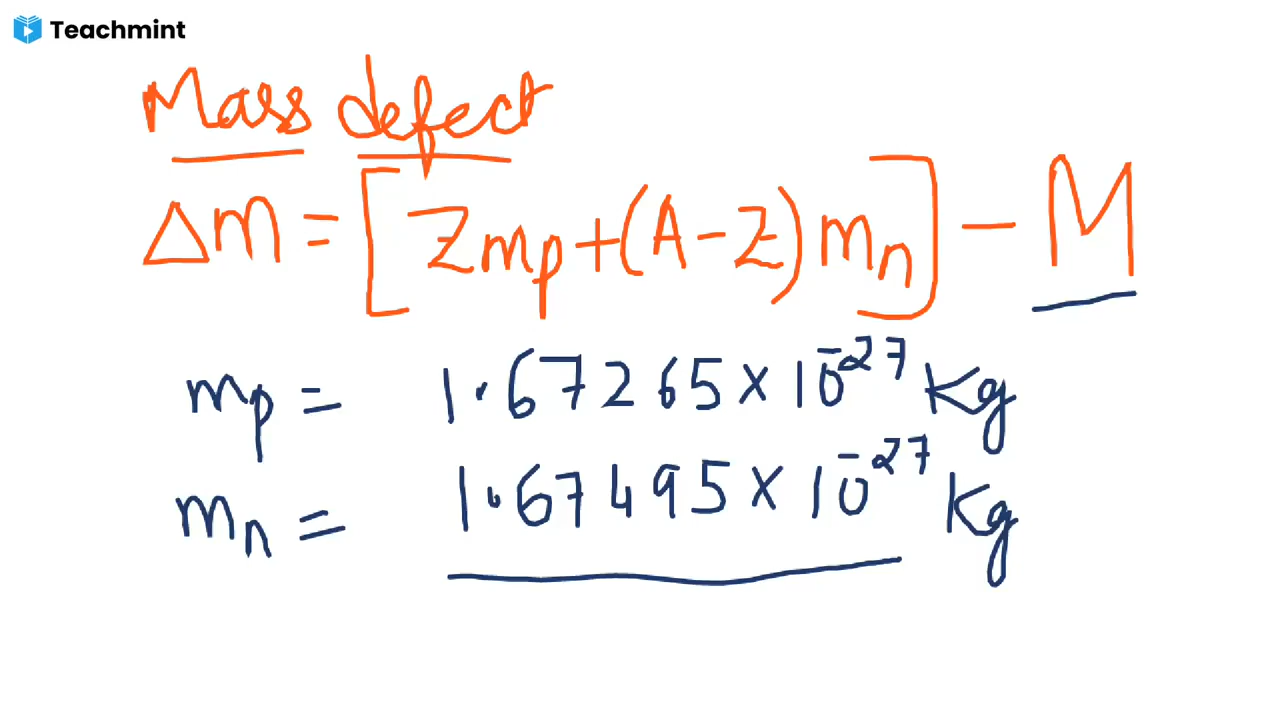 Teachmint
Mass defect
Δm = [Zmp + (A - Z)mn] - M
mp = 1.67265 × 10⁻²⁷ Kg
mn = 1.67495 × 10⁻²⁷ Kg